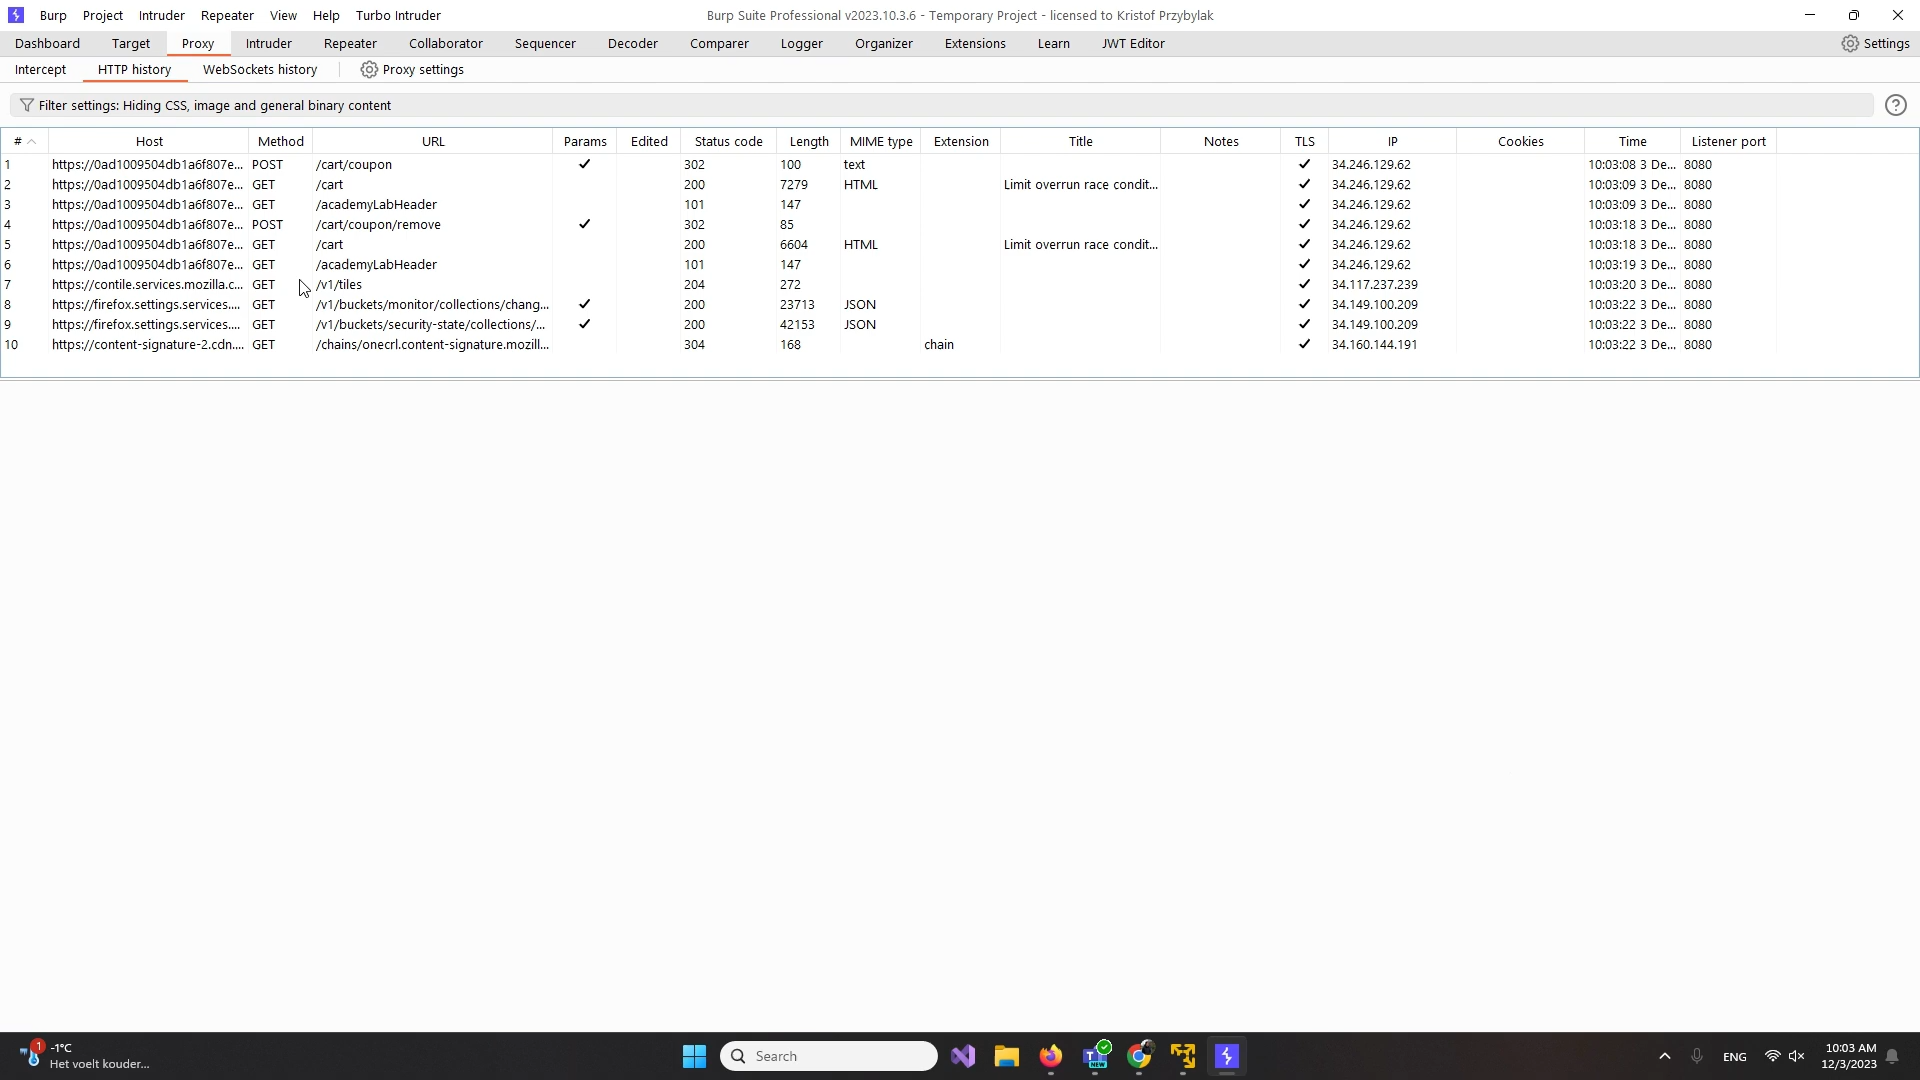 Burp Project Intruder Repeater View Help Turbo Intruder Burp Suite Professional v2023.10.3.6 - Temporary Project - licensed to Kristof Przybylak
Dashboard Target Proxy Intruder Repeater Collaborator Sequencer Decoder Comparer Logger Organizer Extensions Learn JWT Editor Settings
Intercept HTTP history WebSockets history Proxy settings
Filter settings: Hiding CSS, image and general binary content ?
# Host Method URL Params Edited Status code Length MIME type Extension Title Notes TLS IP Cookies Time Listener port
1 https://0ad1009504db1a6f807e... POST /cart/coupon ✓ 302 100 text ✓ 34.246.129.62 10:03:08 3 De... 8080
2 https://0ad1009504db1a6f807e... GET /cart 200 7279 HTML Limit overrun race condit... ✓ 34.246.129.62 10:03:09 3 De... 8080
3 https://0ad1009504db1a6f807e... GET /academyLabHeader 101 147 ✓ 34.246.129.62 10:03:09 3 De... 8080
4 https://0ad1009504db1a6f807e... POST /cart/coupon/remove ✓ 302 85 ✓ 34.246.129.62 10:03:18 3 De... 8080
5 https://0ad1009504db1a6f807e... GET /cart 200 6604 HTML Limit overrun race condit... ✓ 34.246.129.62 10:03:18 3 De... 8080
6 https://0ad1009504db1a6f807e... GET /academyLabHeader 101 147 ✓ 34.246.129.62 10:03:19 3 De... 8080
7 https://contile.services.mozilla.c... GET /v1/tiles 204 272 ✓ 34.117.237.239 10:03:20 3 De... 8080
8 https://firefox.settings.services.... GET /v1/buckets/monitor/collections/chang... ✓ 200 23713 JSON ✓ 34.149.100.209 10:03:22 3 De... 8080
9 https://firefox.settings.services.... GET /v1/buckets/security-state/collections/... ✓ 200 42153 JSON ✓ 34.149.100.209 10:03:22 3 De... 8080
10 https://content-signature-2.cdn.... GET /chains/onecrl.content-signature.mozill... 304 168 chain ✓ 34.160.144.191 10:03:22 3 De... 8080
1 -1°C Search NEW ENG 10:03 AM
Het voelt kouder... 12/3/2023